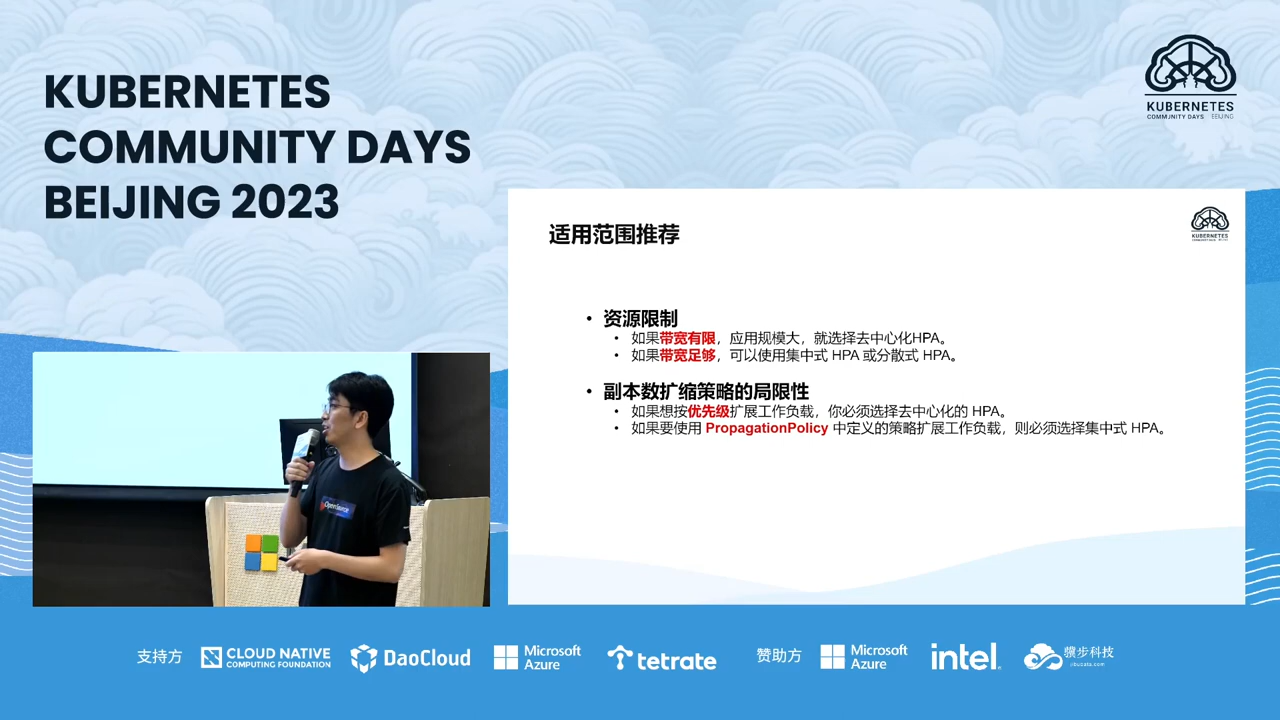 KUBERNETES
COMMUNITY DAYS
BEIJING 2023
KUBERNETES
COMMUNITY DAYS BEIJING
适用范围推荐
KUBERNETES
• 资源限制
• 如果带宽有限，应用规模大，就选择去中心化HPA。
• 如果带宽足够，可以使用集中式 HPA 或分散式 HPA。
• 副本数扩缩策略的局限性
• 如果想按优先级扩展工作负载，你必须选择去中心化的 HPA。
• 如果要使用 PropagationPolicy 中定义的策略扩展工作负载，则必须选择集中式 HPA。
支持方
CLOUD NATIVE
COMPUTING FOUNDATION
DaoCloud
Microsoft
Azure
tetrate
赞助方
Microsoft
Azure
intel.
骥步科技